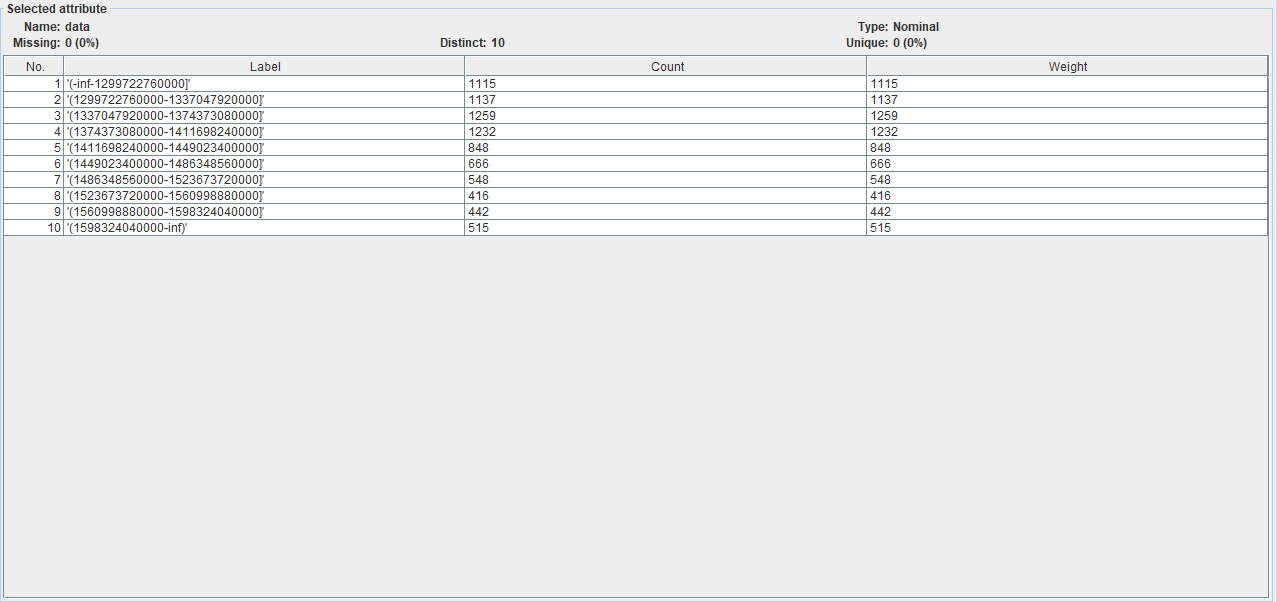 Selected attribute
Name: data Type: Nominal
Missing: 0 (0%) Distinct: 10 Unique: 0 (0%)
No. Label Count Weight
1 '(-inf-1299722760000]' 1115 1115
2 '(1299722760000-1337047920000]' 1137 1137
3 '(1337047920000-1374373080000]' 1259 1259
4 '(1374373080000-1411698240000]' 1232 1232
5 '(1411698240000-1449023400000]' 848 848
6 '(1449023400000-1486348560000]' 666 666
7 '(1486348560000-1523673720000]' 548 548
8 '(1523673720000-1560998880000]' 416 416
9 '(1560998880000-1598324040000]' 442 442
10 '(1598324040000-inf)' 515 515